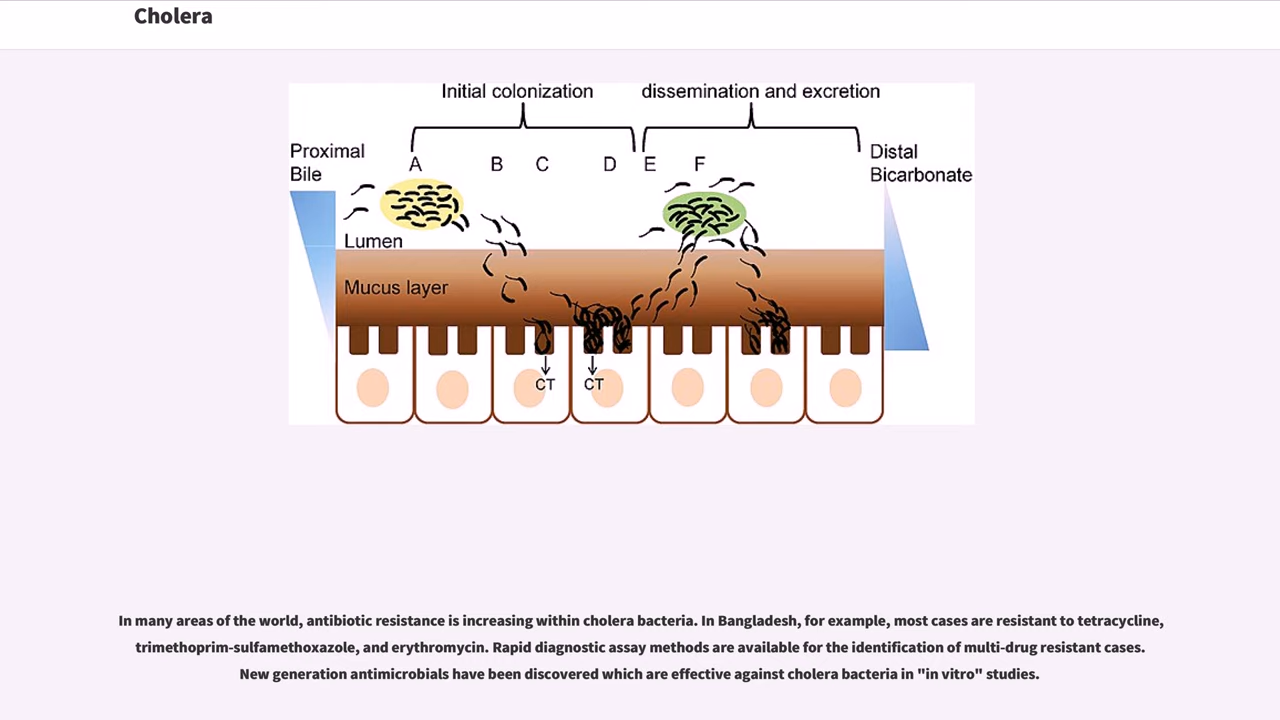 Cholera
Initial colonization
dissemination and excretion
Proximal
Bile
A
B
C
D
E
F
Distal
Bicarbonate
Lumen
Mucus layer
CT
CT
In many areas of the world, antibiotic resistance is increasing within cholera bacteria. In Bangladesh, for example, most cases are resistant to tetracycline,
trimethoprim-sulfamethoxazole, and erythromycin. Rapid diagnostic assay methods are available for the identification of multi-drug resistant cases.
New generation antimicrobials have been discovered which are effective against cholera bacteria in "in vitro" studies.